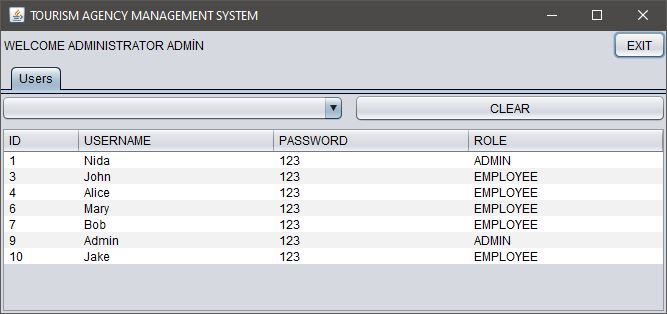 TOURISM AGENCY MANAGEMENT SYSTEM
WELCOME ADMINISTRATOR ADMİN
EXIT
Users
CLEAR
ID USERNAME PASSWORD ROLE
1 Nida 123 ADMIN
3 John 123 EMPLOYEE
4 Alice 123 EMPLOYEE
6 Mary 123 EMPLOYEE
7 Bob 123 EMPLOYEE
9 Admin 123 ADMIN
10 Jake 123 EMPLOYEE